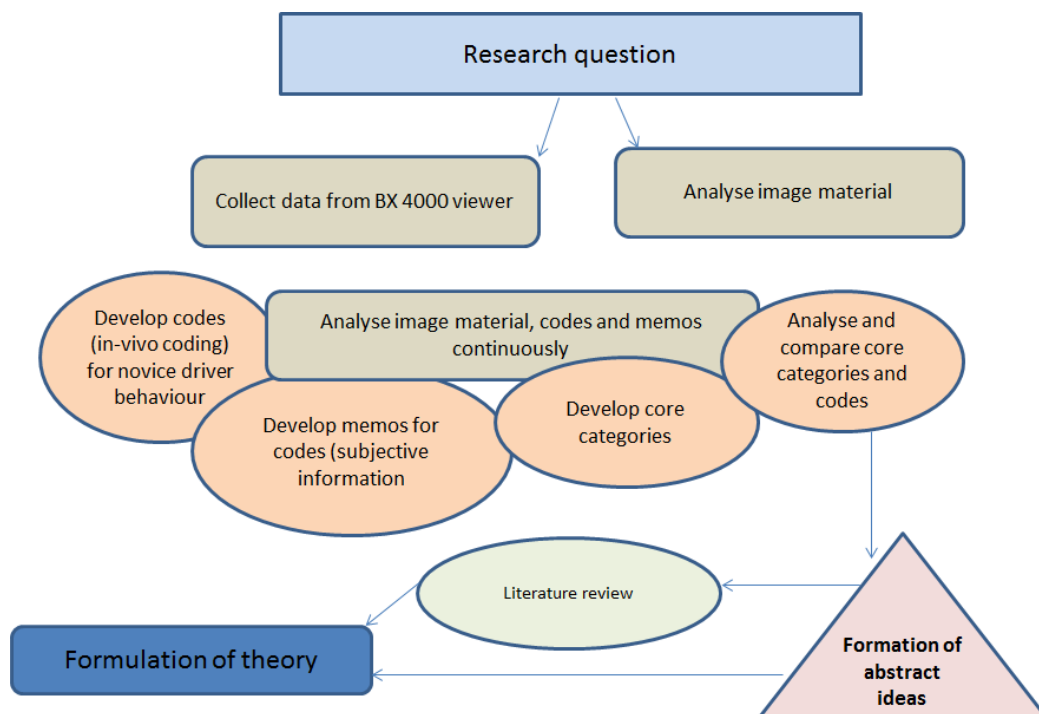 Research question
Collect data from BX 4000 viewer
Analyse image material
Develop codes
(in-vivo coding)
for novice driver
behaviour
Analyse image material, codes and memos
continuously
Analyse and
compare core
categories and
codes
Develop memos for
codes (subjective
information
Develop core
categories
Literature review
Formulation of theory
Formation of
abstract
ideas